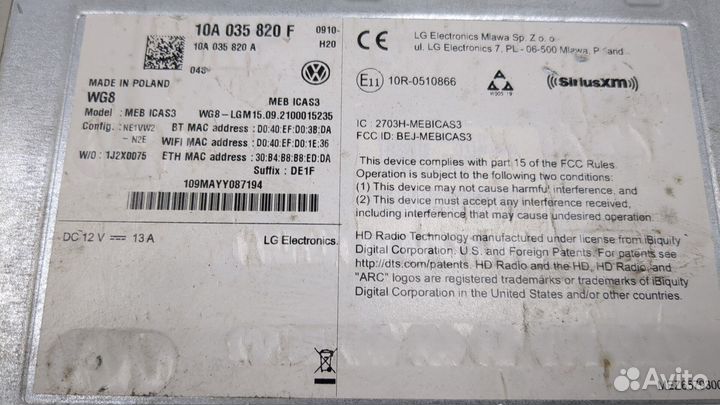 10A 035 820 F
0910-
10A 035 820 A
H20
04S
MADE IN POLAND
WG8
MEB ICAS3
Model : MEB ICAS3
WG8-LGM15.09.2100015235
Config. : NE1VW2
-N2E
BT MAC address : D0:40:EF:D0:3B:DA
WIFI MAC address : D0:40:EF:D0:1E:36
W/O : 1J2X0075
ETH MAC address : 30:B4:B8:B8:ED:DA
Suffix : DE1F
109MAYY087194
DC 12 V 13 A
LG Electronics
CE
LG Electronics Mlawa Sp. Z o. o
ul. LG Electronics 7, PL - 06-500 Mlawa,
E11 10R-0510866
SiriusXM
IC : 2703H-MEBICAS3
FCC ID: BEJ-MEBICAS3
This device complies with part 15 of the FCC Rules.
Operation is subject to the following two conditions:
(1) This device may not cause harmful interference, and
(2) This device must accept any interference received,
including interference that may cause undesired operation.
HD Radio Technology manufactured under license from iBiquity
Digital Corporation. U.S. and Foreign Patents. For patents see
http://dts.com/patents. HD Radio and the HD, HD Radio, and
"ARC" logos are registered trademarks or trademarks of iBiquity
Digital Corporation in the United States and/or other countries.
Avito